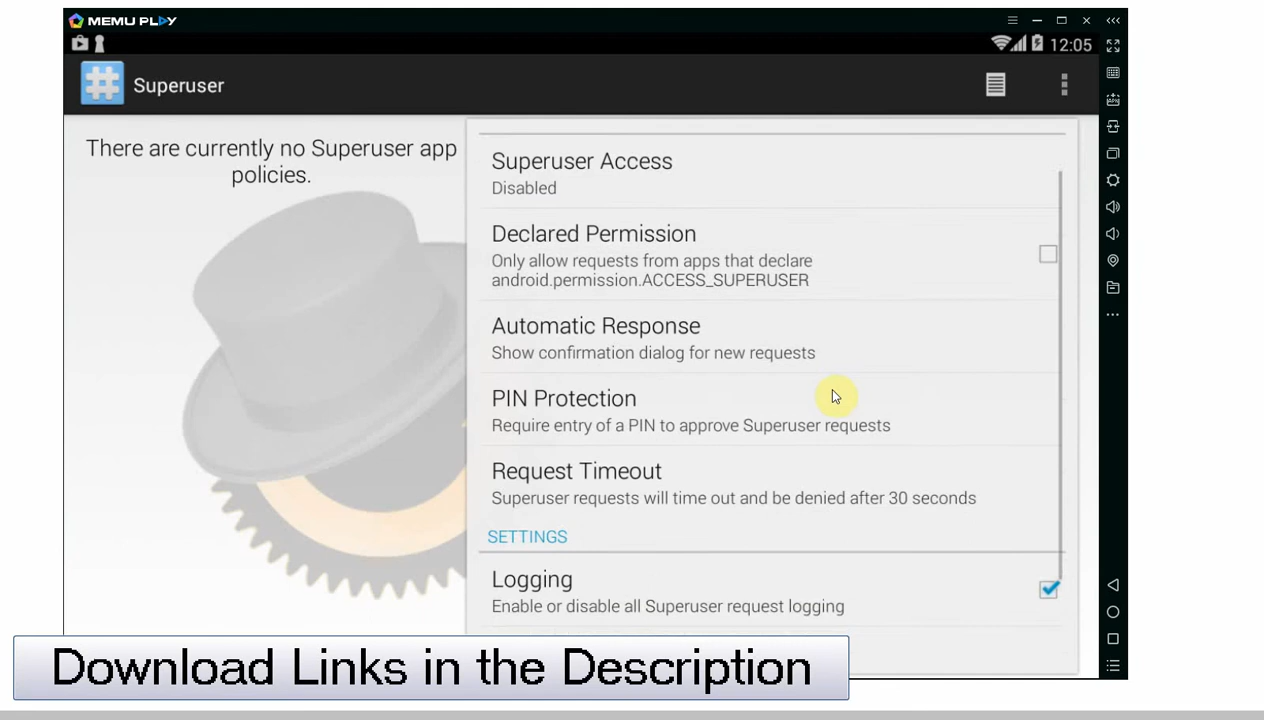 MEMU PLAY
12:05
Superuser
There are currently no Superuser app
policies.
Superuser Access
Disabled
Declared Permission
Only allow requests from apps that declare
android.permission.ACCESS_SUPERUSER
Automatic Response
Show confirmation dialog for new requests
PIN Protection
Require entry of a PIN to approve Superuser requests
Request Timeout
Superuser requests will time out and be denied after 30 seconds
SETTINGS
Logging
Enable or disable all Superuser request logging
Download Links in the Description